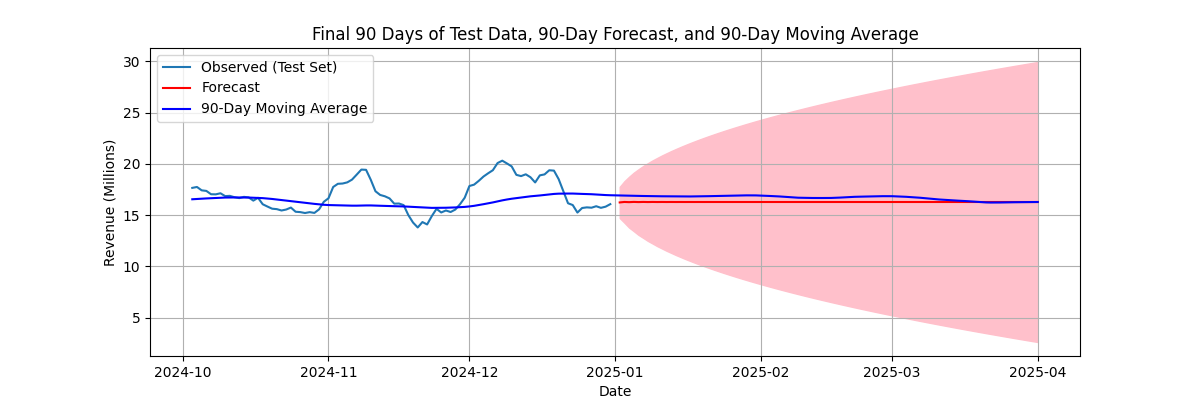 Final 90 Days of Test Data, 90-Day Forecast, and 90-Day Moving Average
Observed (Test Set)
Forecast
90-Day Moving Average
Revenue (Millions)
30
25
20
15
10
5
2024-10
2024-11
2024-12
2025-01
2025-02
2025-03
2025-04
Date